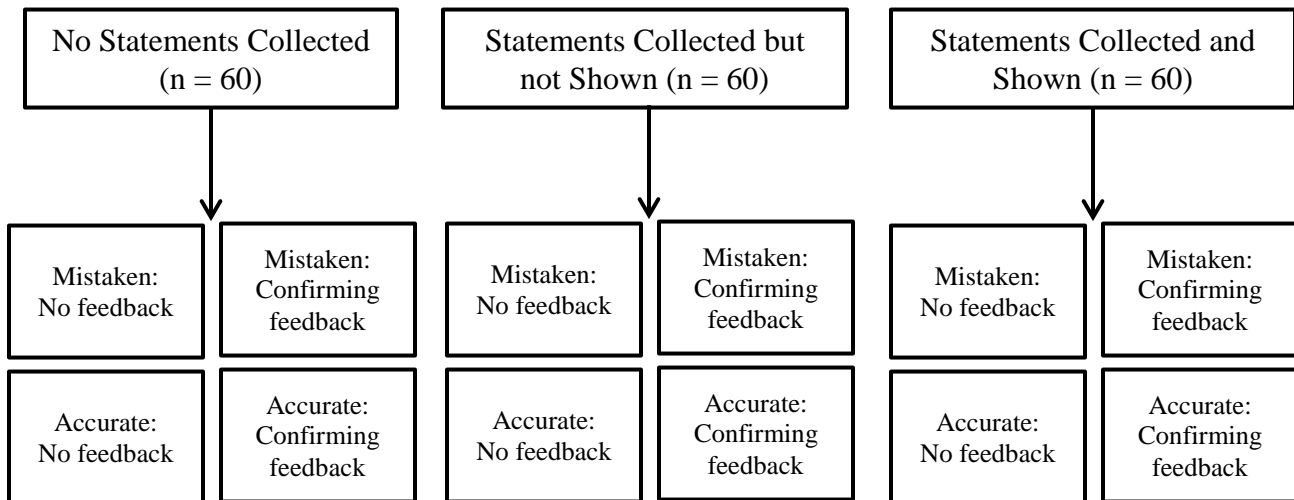 No Statements Collected
(n = 60)
Statements Collected but
not Shown (n = 60)
Statements Collected and
Shown (n = 60)
Mistaken:
No feedback
Mistaken:
Confirming
feedback
Mistaken:
No feedback
Mistaken:
Confirming
feedback
Mistaken:
No feedback
Mistaken:
Confirming
feedback
Accurate:
No feedback
Accurate:
Confirming
feedback
Accurate:
No feedback
Accurate:
Confirming
feedback
Accurate:
No feedback
Accurate:
Confirming
feedback